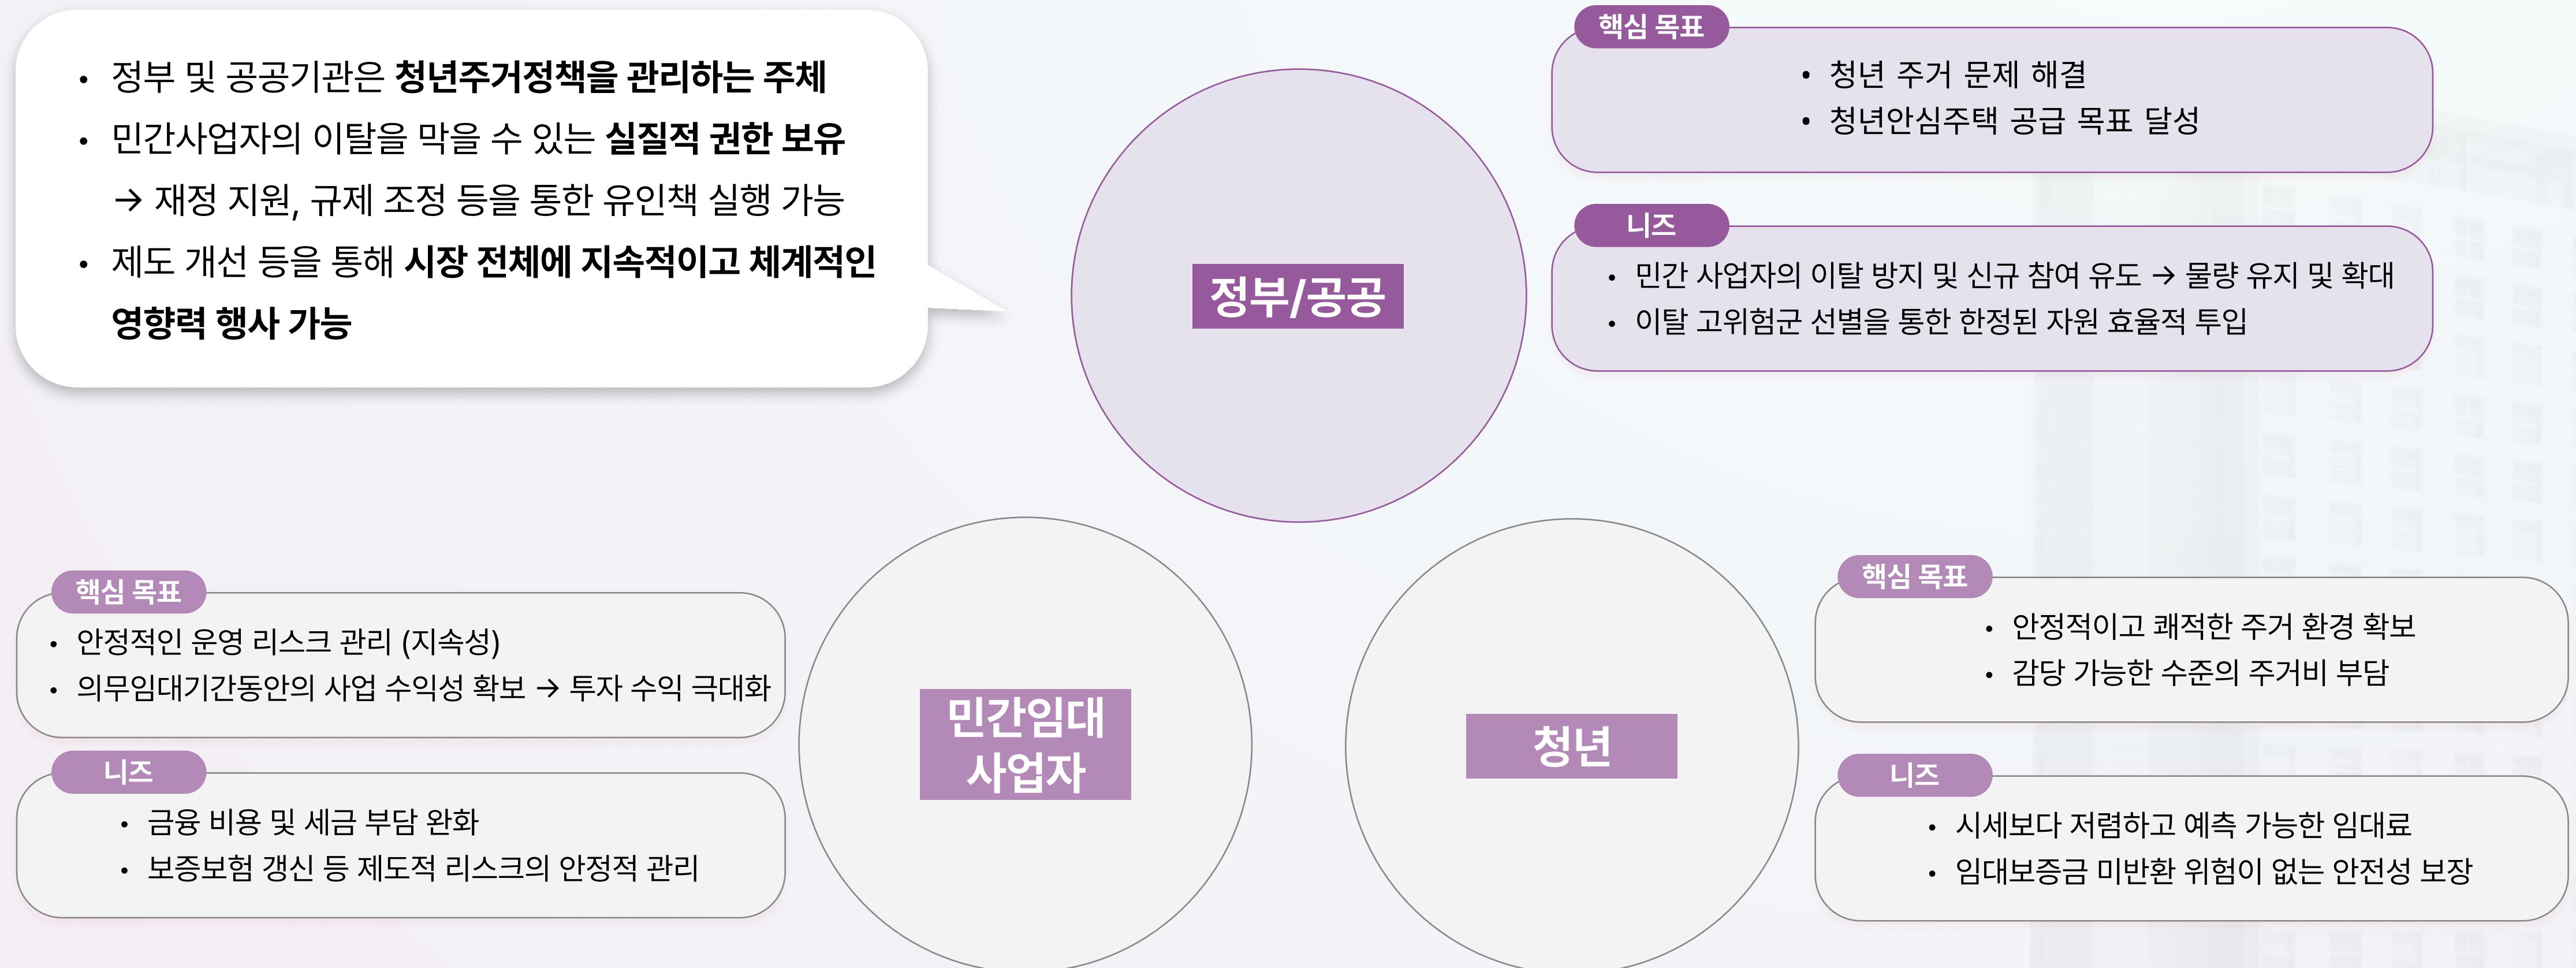 • 정부 및 공공기관은 청년주거정책을 관리하는 주체
• 민간사업자의 이탈을 막을 수 있는 실질적 권한 보유
→ 재정 지원, 규제 조정 등을 통한 유인책 실행 가능
• 제도 개선 등을 통해 시장 전체에 지속적이고 체계적인
영향력 행사 가능
정부/공공
핵심 목표
• 청년 주거 문제 해결
• 청년안심주택 공급 목표 달성
니즈
• 민간 사업자의 이탈 방지 및 신규 참여 유도 → 물량 유지 및 확대
• 이탈 고위험군 선별을 통한 한정된 자원 효율적 투입
핵심 목표
• 안정적인 운영 리스크 관리 (지속성)
• 의무임대기간동안의 사업 수익성 확보 → 투자 수익 극대화
니즈
• 금융 비용 및 세금 부담 완화
• 보증보험 갱신 등 제도적 리스크의 안정적 관리
민간임대
사업자
청년
핵심 목표
• 안정적이고 쾌적한 주거 환경 확보
• 감당 가능한 수준의 주거비 부담
니즈
• 시세보다 저렴하고 예측 가능한 임대료
• 임대보증금 미반환 위험이 없는 안전성 보장